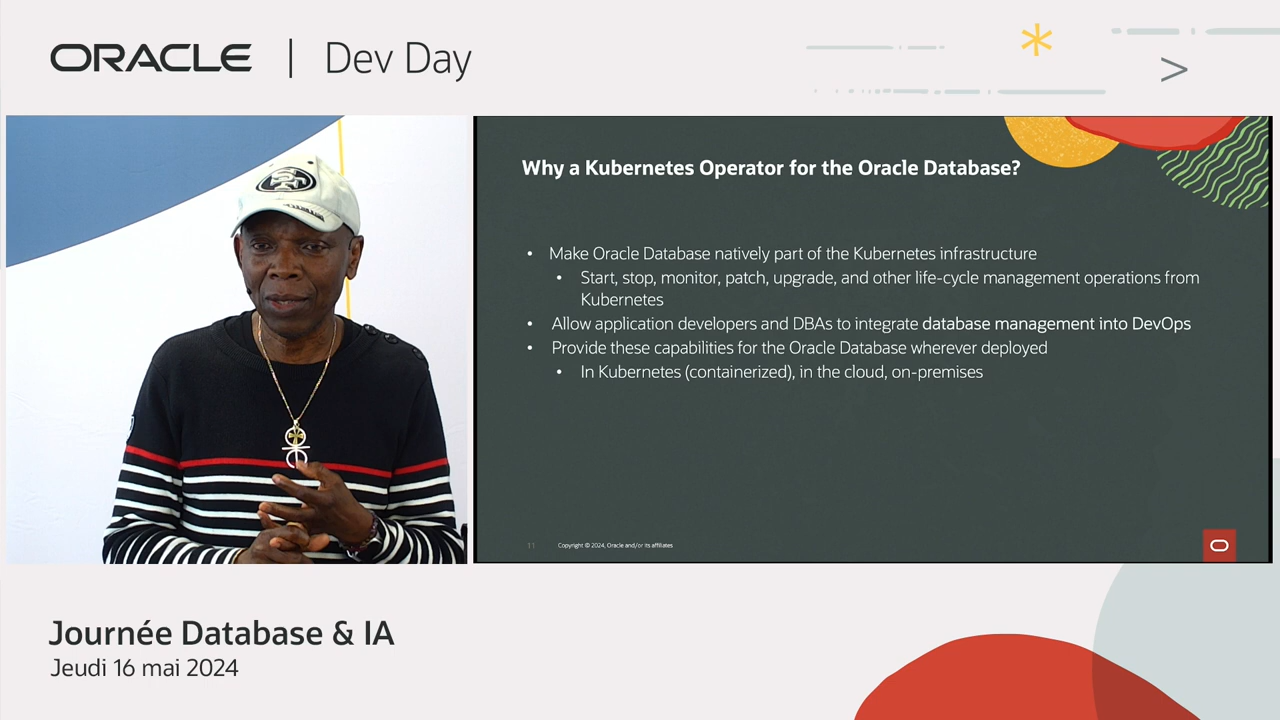 ORACLE | Dev Day
Why a Kubernetes Operator for the Oracle Database?
• Make Oracle Database natively part of the Kubernetes infrastructure
• Start, stop, monitor, patch, upgrade, and other life-cycle management operations from
Kubernetes
• Allow application developers and DBAs to integrate database management into DevOps
• Provide these capabilities for the Oracle Database wherever deployed
• In Kubernetes (containerized), in the cloud, on-premises
11 Copyright © 2024, Oracle and/or its affiliates
Journée Database & IA
Jeudi 16 mai 2024